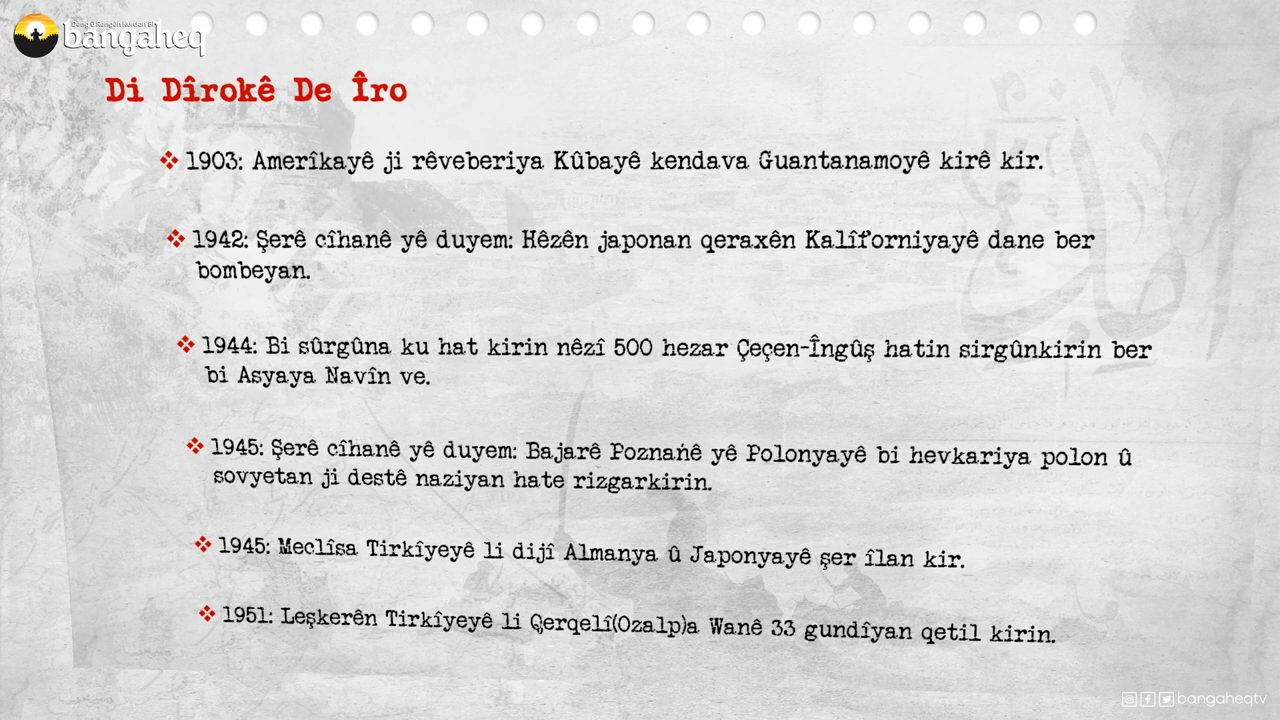 Deng û Rengên Kurdan Bi
bangaheq
Di Dîrokê De Îro
❖ 1903: Amerîkayê ji rêveberiya Kûbayê kendava Guantanamoyê kirê kir.
❖ 1942: Şerê cîhanê yê duyem: Hêzên japonan qeraxên Kalîforniyayê dane ber
bombeyan.
❖ 1944: Bi sûrgûna ku hat kirin nêzî 500 hezar Çeçen-Îngûş hatin sirgûnkirin ber
bi Asyaya Navîn ve.
❖ 1945: Şerê cîhanê yê duyem: Bajarê Poznańê yê Polonyayê bi hevkariya polon û
sovyetan ji destê naziyan hate rizgarkirin.
❖ 1945: Meclîsa Tirkîyeyê li dijî Almanya û Japonyayê şer îlan kir.
❖ 1951: Leşkerên Tirkîyeyê li Qerqelî(Ozalp)a Wanê 33 gundîyan qetil kirin.
bangaheqtv